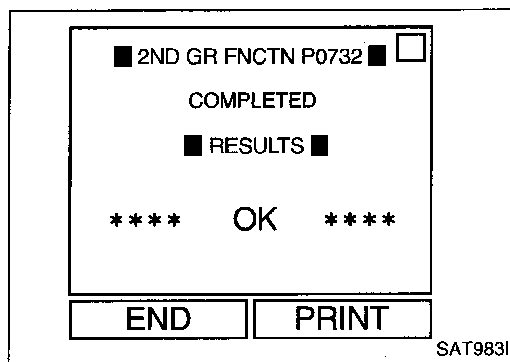 2ND GR FNCTN P0732
COMPLETED
RESULTS
**** OK ****
END PRINT
SAT983I